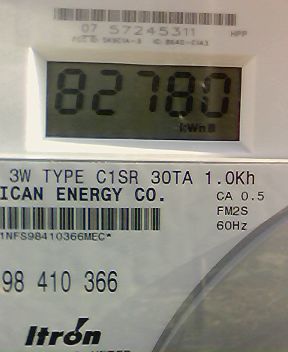 07 57245311
HPP
82780
kWh
3W TYPE C1SR 30TA 1.0Kh
ICAN ENERGY CO.
CA 0.5
FM2S
60Hz
1NFS98410366MEC*
98 410 366
Itron